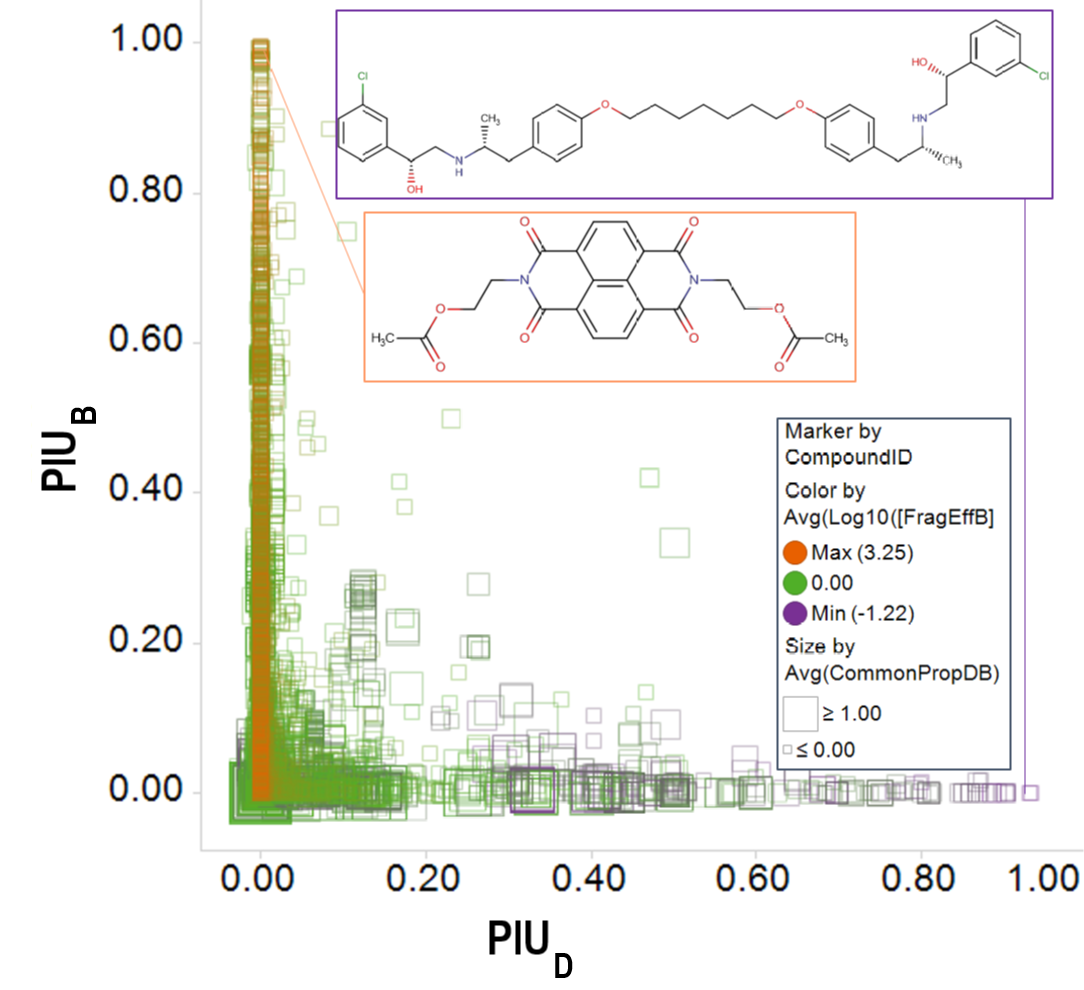 1.00
0.80
0.60
0.40
0.20
0.00
PIU B
0.00 0.20 0.40 0.60 0.80 1.00
PIU D
Cl
OH
N
H
CH3
O
O
HO
HN
CH3
Cl
O
O
N
N
O
O
O
O
H3C
CH3
O
O
Marker by
CompoundID
Color by
Avg(Log10([FragEffB]
Max (3.25)
0.00
Min (-1.22)
Size by
Avg(CommonPropDB)
≥ 1.00
≤ 0.00